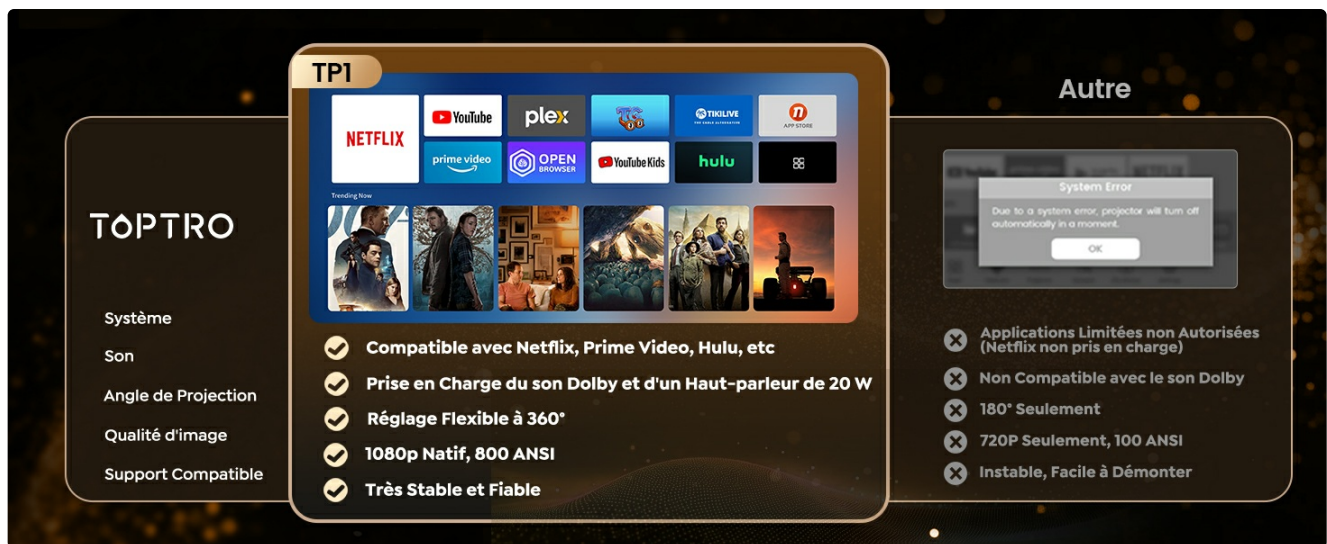 TOPTRO
Système
Son
Angle de Projection
Qualité d'image
Support Compatible
TP1
NETFLIX
YouTube
plex
TIKILIVE
APP STORE
prime video
OPEN
BROWSER
YouTube Kids
hulu
Trending Now
Compatible avec Netflix, Prime Video, Hulu, etc
Prise en Charge du son Dolby et d'un Haut-parleur de 20 W
Réglage Flexible à 360°
1080p Natif, 800 ANSI
Très Stable et Fiable
Autre
System Error
Due to a system error, projector will turn off
automatically in a moment.
OK
Applications Limitées non Autorisées
(Netflix non pris en charge)
Non Compatible avec le son Dolby
180° Seulement
720P Seulement, 100 ANSI
Instable, Facile à Démonter